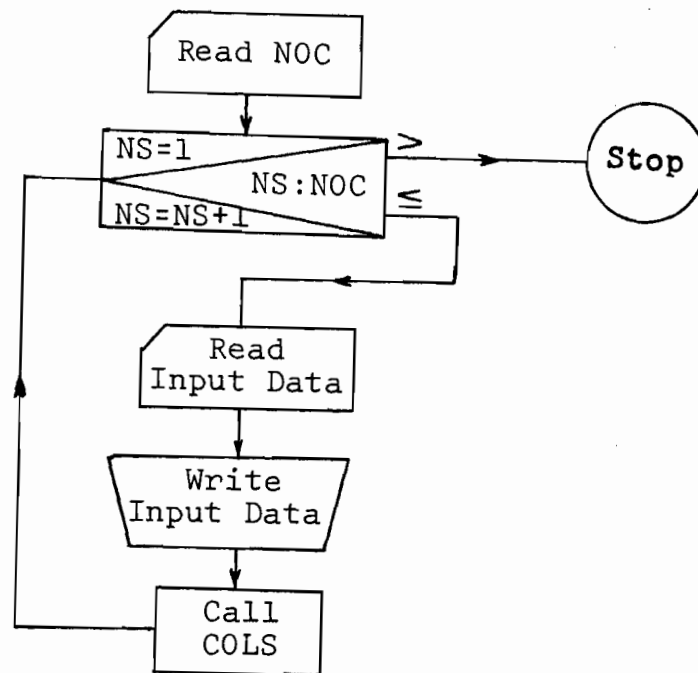 Read NOC
NS=1
>
NS:NOC
Stop
≤
NS=NS+1
Read
Input Data
Write
Input Data
Call
COLS